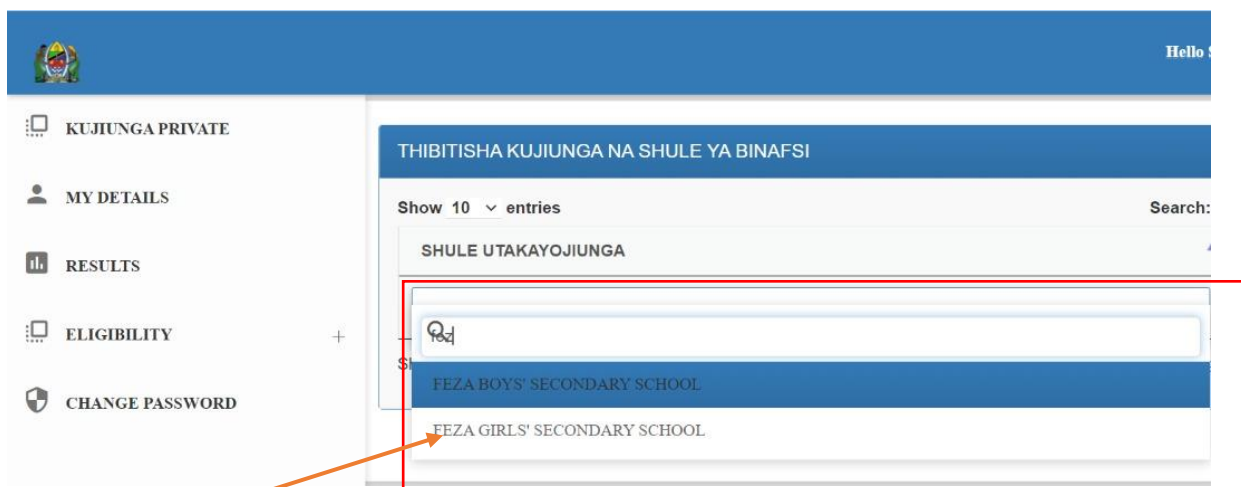 Hello
KUJIUNGA PRIVATE
MY DETAILS
RESULTS
ELIGIBILITY +
CHANGE PASSWORD
THIBITISHA KUJIUNGA NA SHULE YA BINAFSI
Show 10 entries Search:
SHULE UTAKAYOJIUNGA
FEZA BOYS' SECONDARY SCHOOL
FEZA GIRLS' SECONDARY SCHOOL